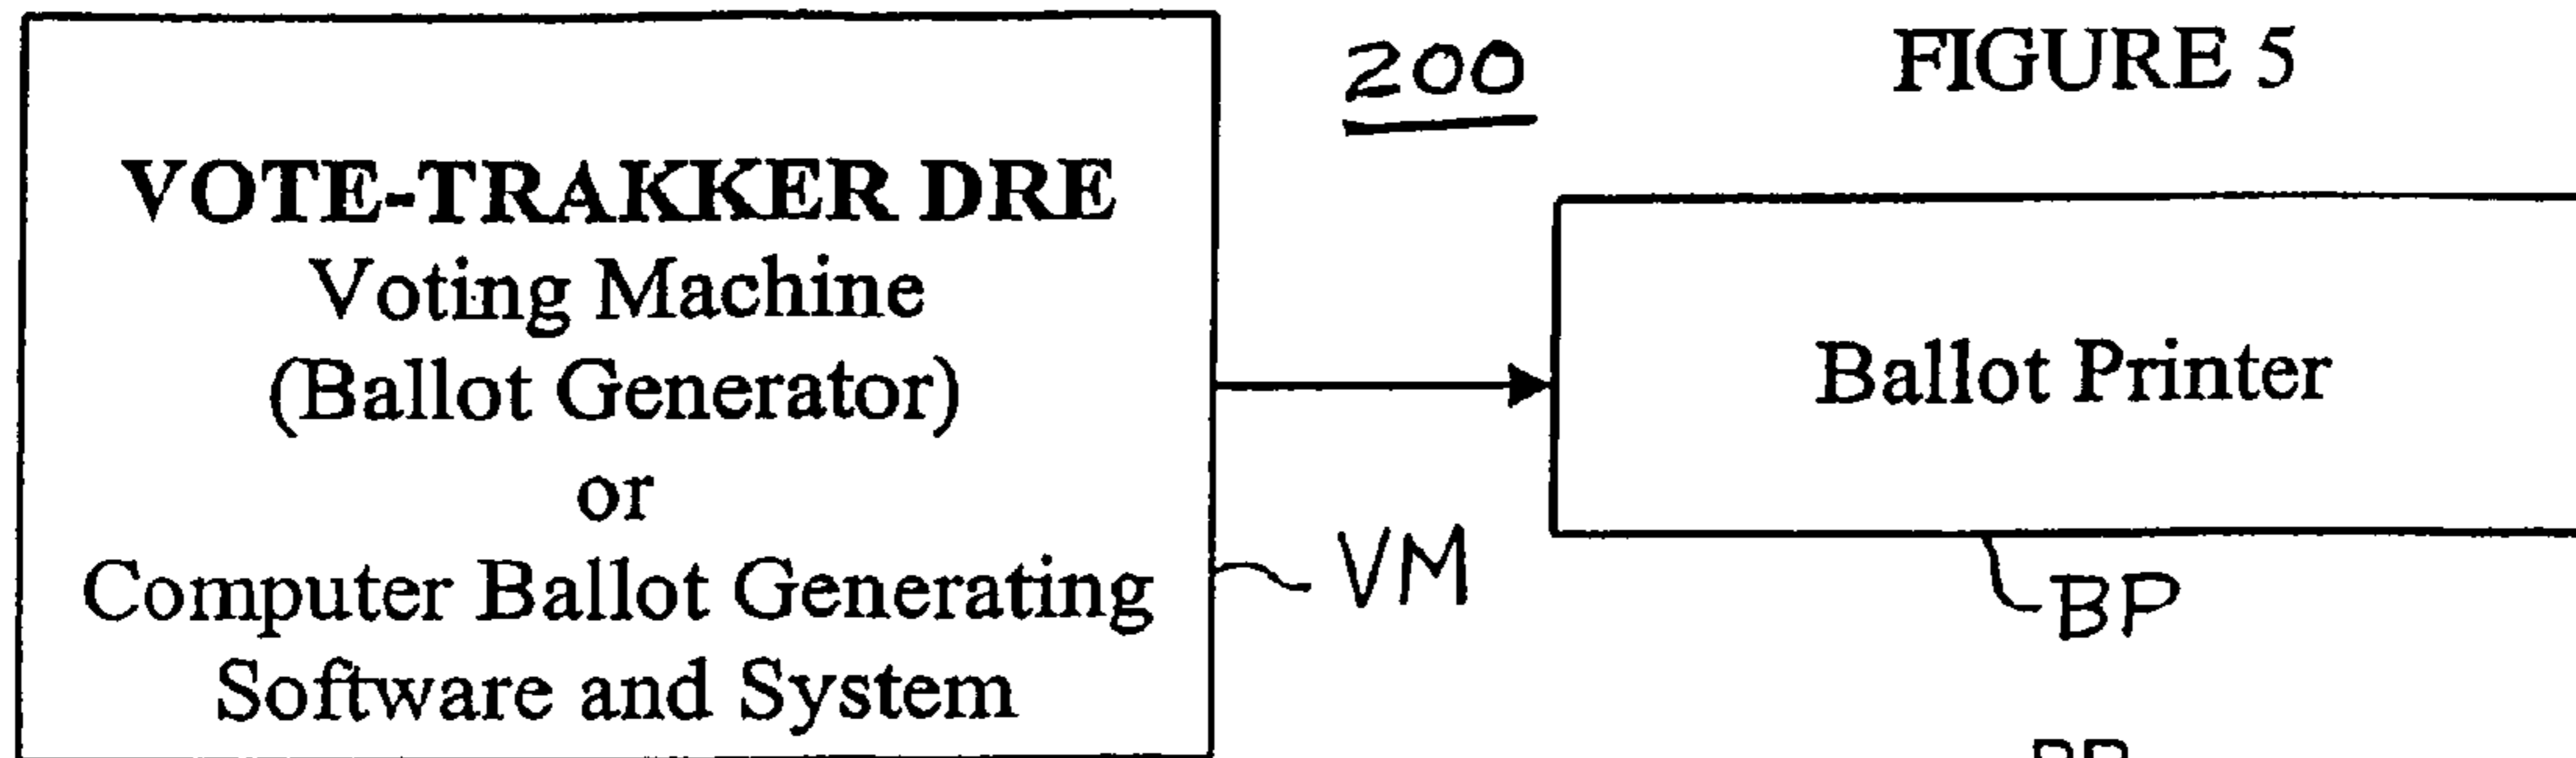 200
FIGURE 5
VOTE-TRAKKER DRE
Voting Machine
(Ballot Generator)
or
Computer Ballot Generating
Software and System
VM
Ballot Printer
BP